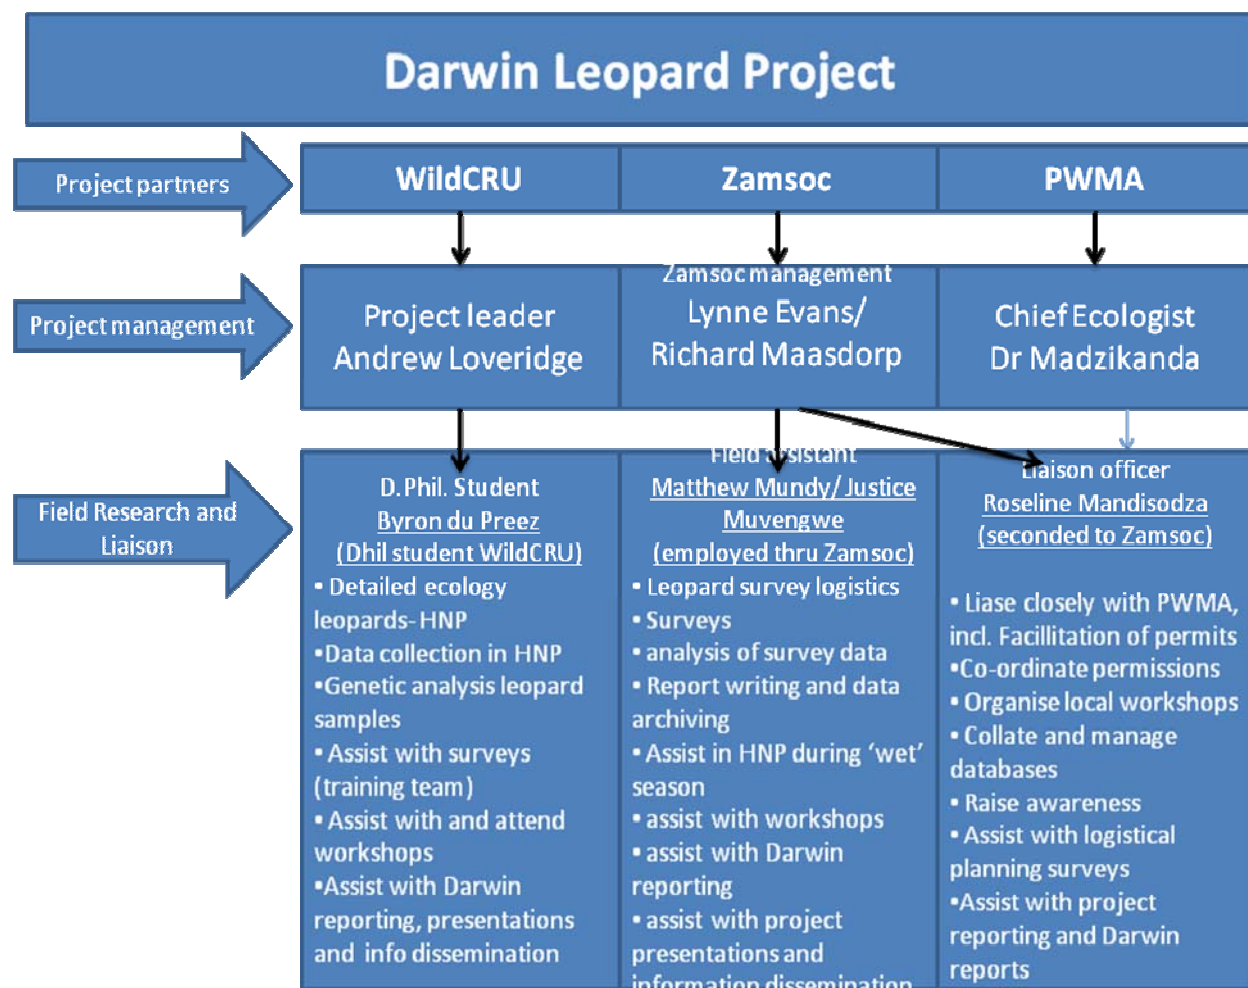 Darwin Leopard Project
Project partners
WildCRU
Zamsoc
PWMA
Project management
Project leader
Andrew Loveridge
Zamsoc management
Lynne Evans/
Richard Maasdorp
Chief Ecologist
Dr Madzikanda
Field Research and
Liaison
D.Phil. Student
Byron du Preez
(Dhil student WildCRU)
• Detailed ecology
leopards- HNP
•Data collection in HNP
•Genetic analysis leopard
samples
• Assist with surveys
(training team)
• Assist with and attend
workshops
•Assist with Darwin
reporting, presentations
and info dissemination
Field assistant
Matthew Mundy/ Justice
Muvengwe
(employed thru Zamsoc)
• Leopard survey logistics
• Surveys
• analysis of survey data
• Report writing and data
archiving
• Assist in HNP during ‘wet’
season
• assist with workshops
• assist with Darwin
reporting
• assist with project
presentations and
information dissemination
Liaison officer
Roseline Mandisodza
(seconded to Zamsoc)
• Liase closely with PWMA,
incl. Facillitation of permits
•Co-ordinate permissions
• Organise local workshops
• Collate and manage
databases
• Raise awareness
• Assist with logistical
planning surveys
•Assist with project
reporting and Darwin
reports